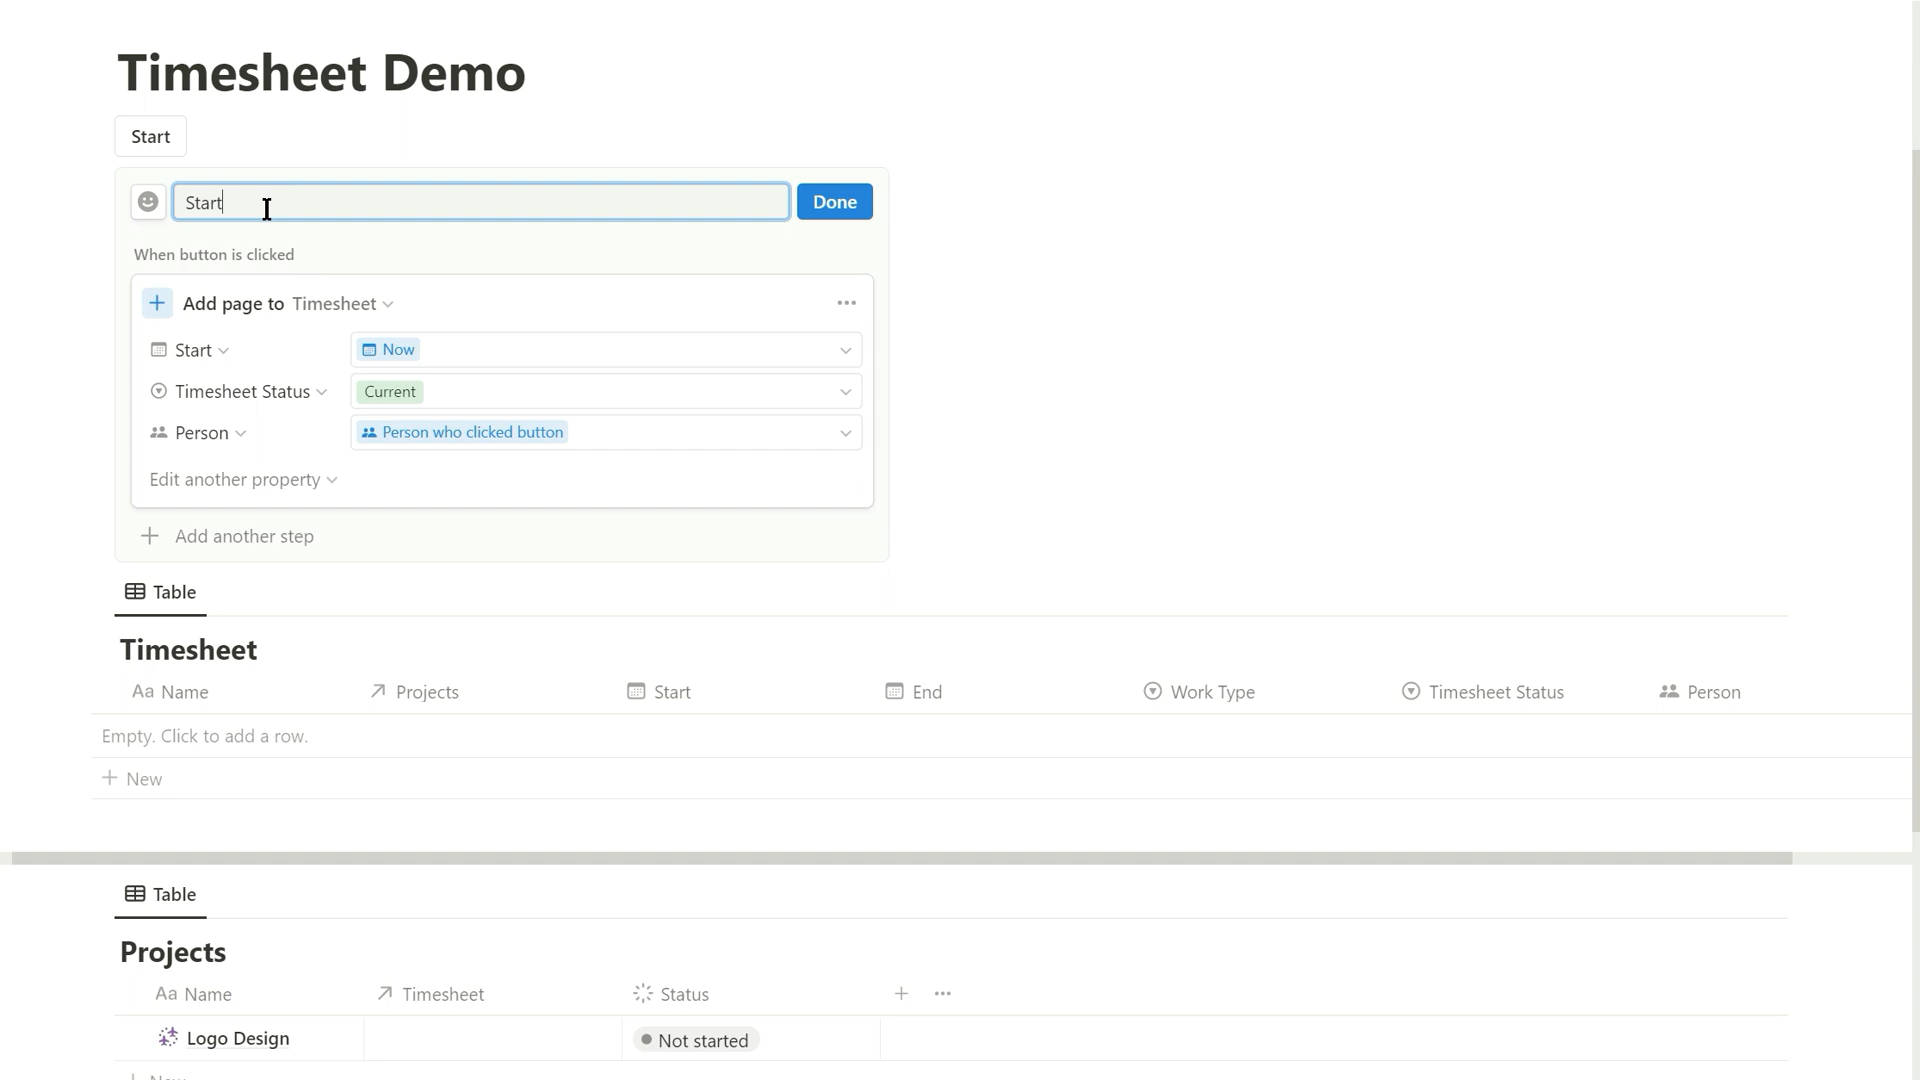 Timesheet Demo
Start
Start
Done
When button is clicked
Add page to Timesheet
Start
Now
Timesheet Status
Current
Person
Person who clicked button
Edit another property
Add another step
Table
Timesheet
Aa Name Projects Start End Work Type Timesheet Status Person
Empty. Click to add a row.
New
Table
Projects
Aa Name Timesheet Status
Logo Design Not started
New